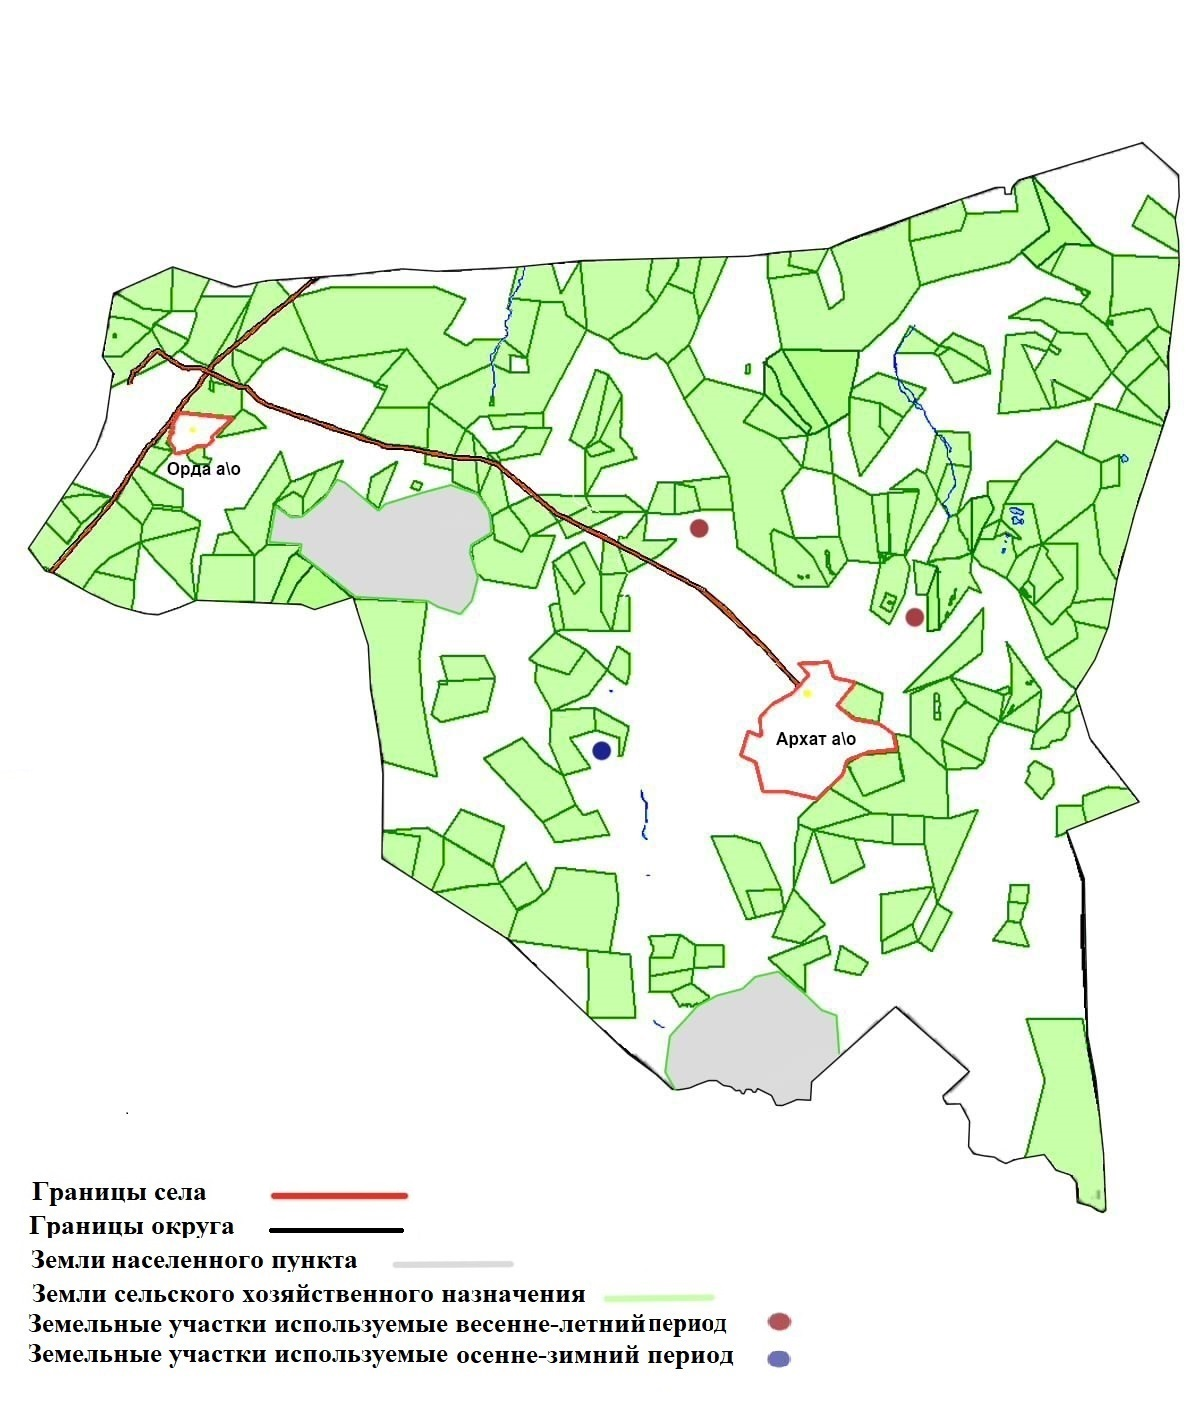 Орда а\о
Архат а\о
Границы села
Границы округа
Земли населенного пункта
Земли сельского хозяйственного назначения
Земельные участки используемые весенне-летний период
Земельные участки используемые осенне-зимний период